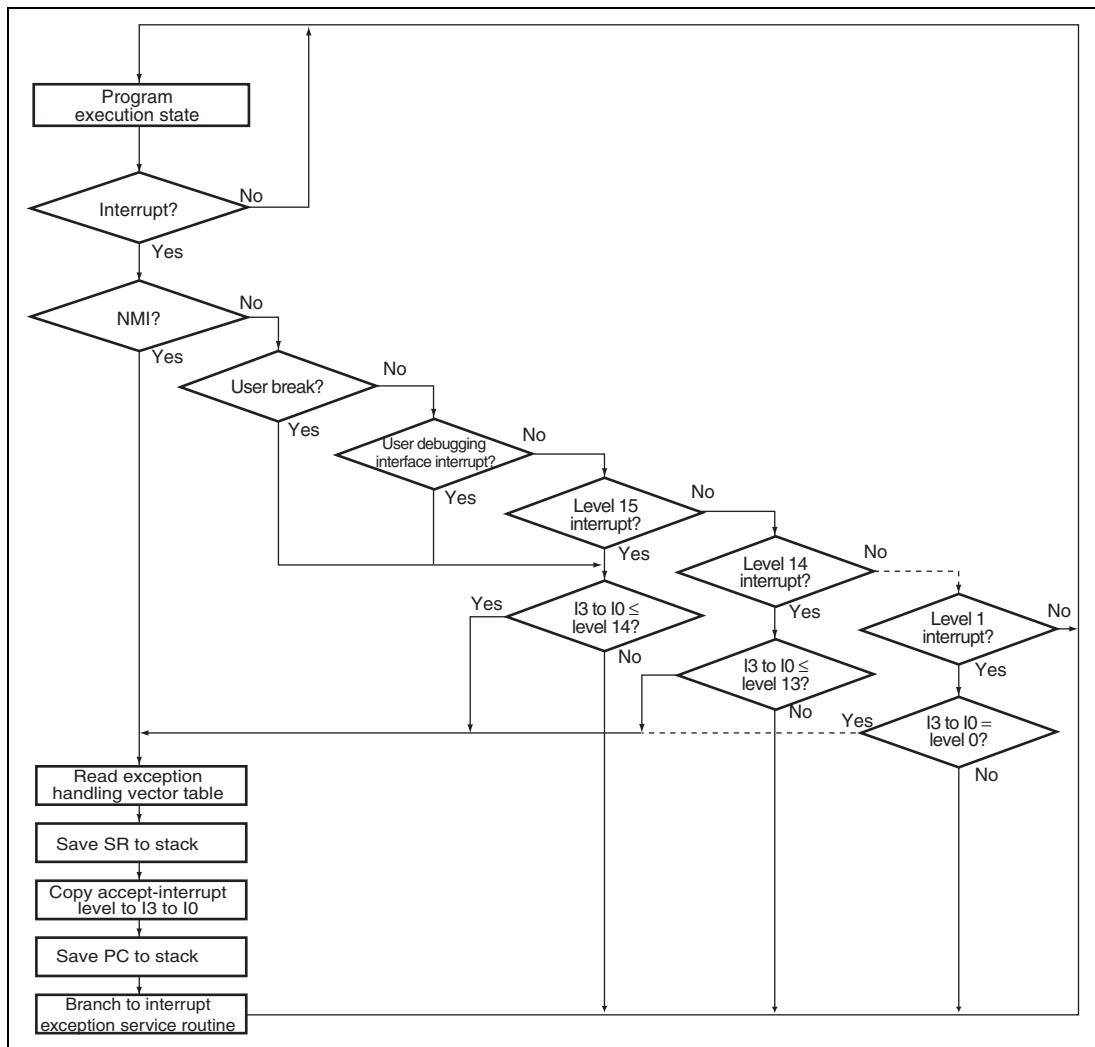 Program
execution state
No
Interrupt?
Yes
No
NMI?
Yes
No
User break?
Yes
No
User debugging
interface interrupt?
Yes
No
Level 15
interrupt?
Yes
No
Level 14
interrupt?
Yes
No
Level 1
interrupt?
Yes
Yes
I3 to I0 ≤
level 14?
No
I3 to I0 ≤
level 13?
No
Yes
I3 to I0 =
level 0?
No
Read exception
handling vector table
Save SR to stack
Copy accept-interrupt
level to I3 to I0
Save PC to stack
Branch to interrupt
exception service routine